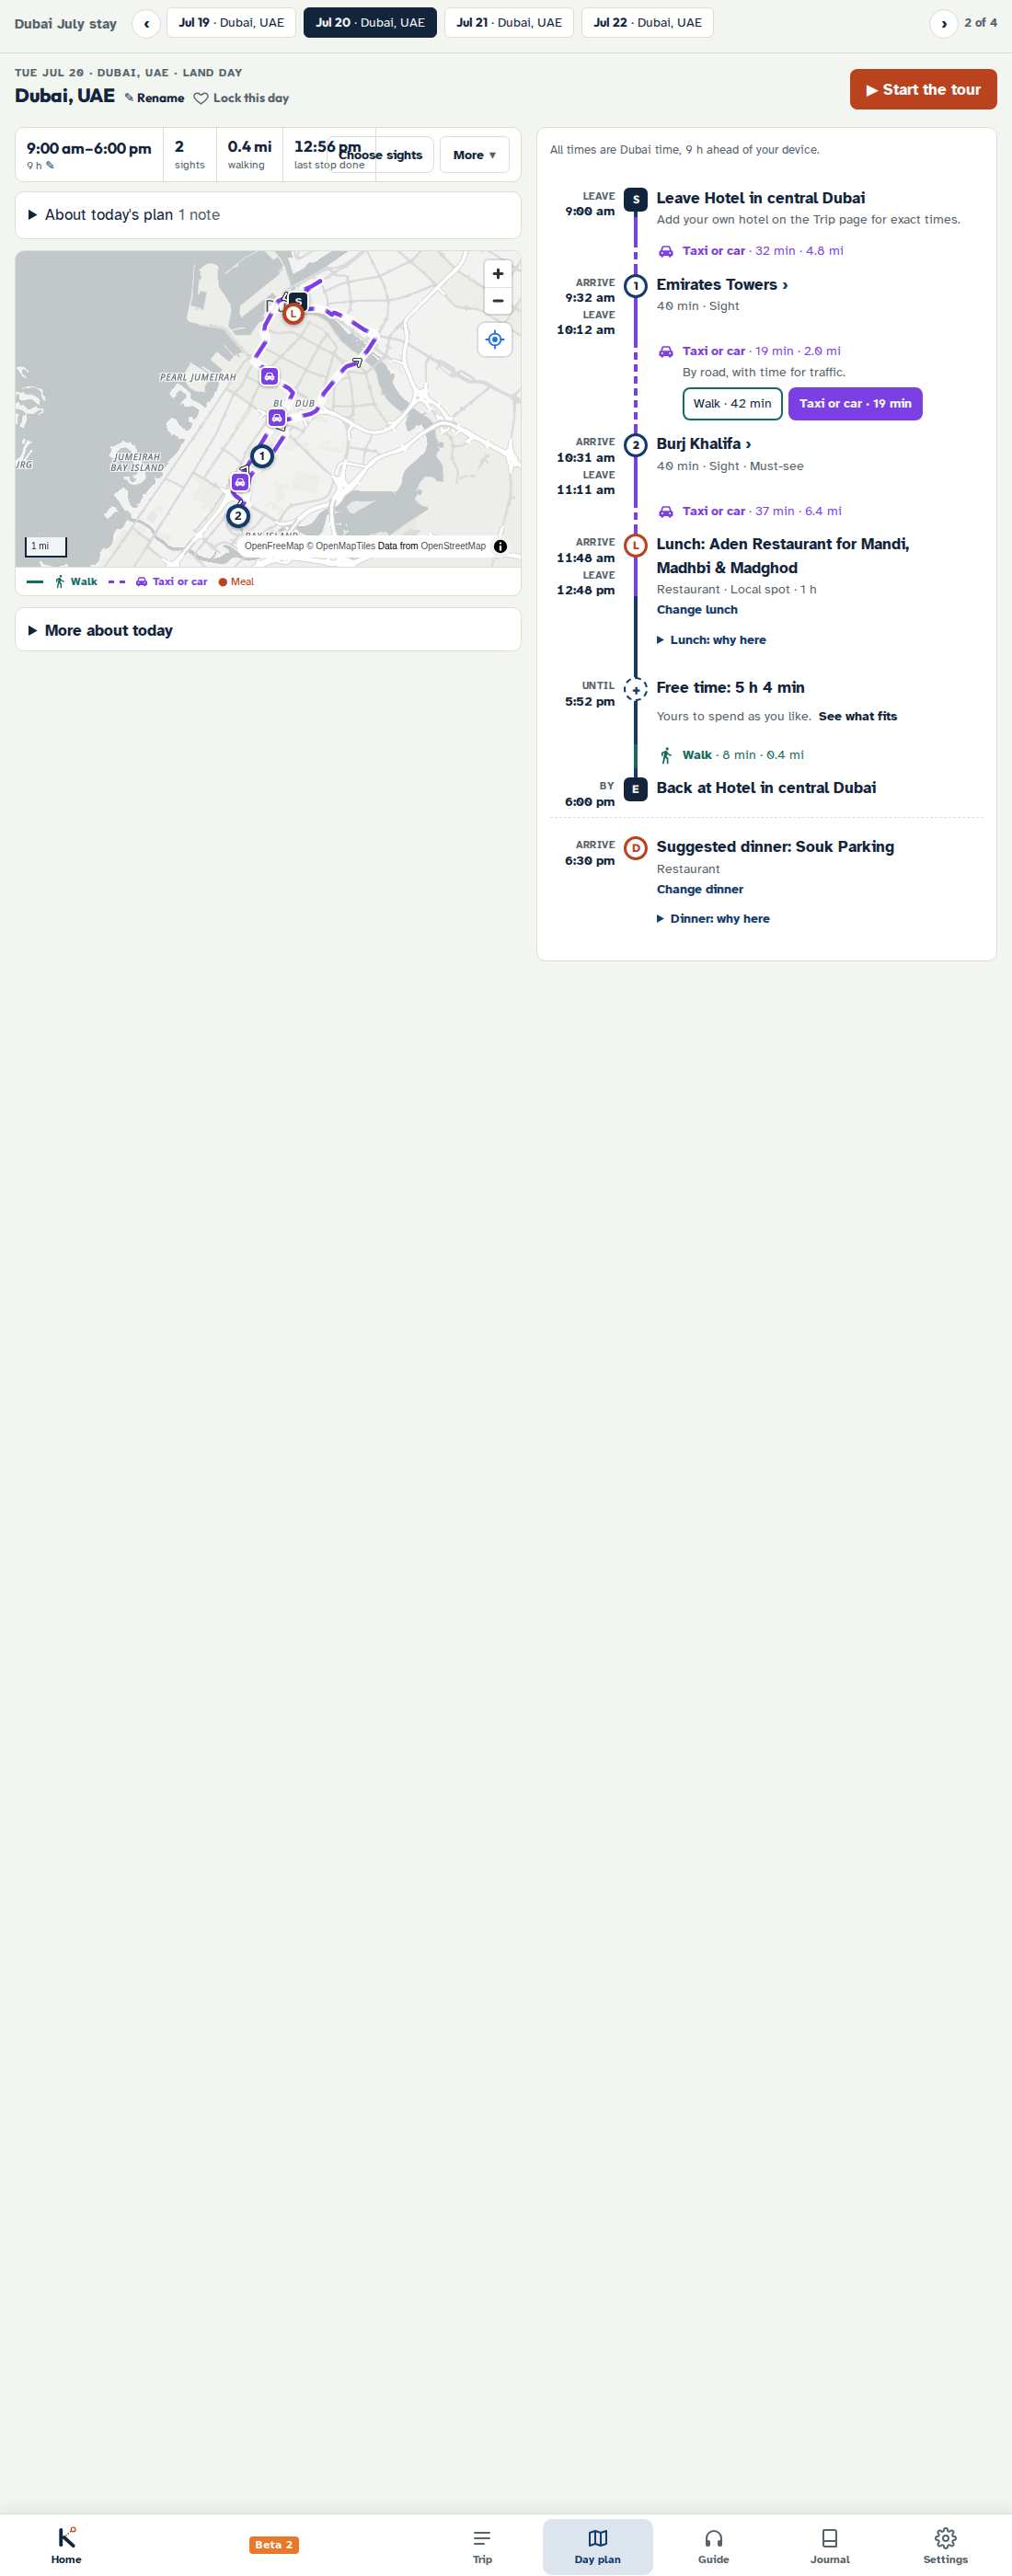 Dubai July stay
‹
Jul 19 · Dubai, UAE
Jul 20 · Dubai, UAE
Jul 21 · Dubai, UAE
Jul 22 · Dubai, UAE
›
2 of 4
TUE JUL 20 · DUBAI, UAE · LAND DAY
Dubai, UAE
✎ Rename
Lock this day
▶ Start the tour
9:00 am–6:00 pm
9 h ✎
2
sights
0.4 mi
walking
12:56 pm
last stop done
Choose sights
More ▼
▶ About today's plan 1 note
S
L
PEARL JUMEIRAH
DUB
JUMEIRAH
BAY ISLAND
1
2
+
−
1 mi
OpenFreeMap © OpenMapTiles Data from OpenStreetMap
Walk
Taxi or car
Meal
▶ More about today
All times are Dubai time, 9 h ahead of your device.
LEAVE
9:00 am
S
Leave Hotel in central Dubai
Add your own hotel on the Trip page for exact times.
Taxi or car · 32 min · 4.8 mi
ARRIVE
9:32 am
LEAVE
10:12 am
1
Emirates Towers ›
40 min · Sight
Taxi or car · 19 min · 2.0 mi
By road, with time for traffic.
Walk · 42 min
Taxi or car · 19 min
ARRIVE
10:31 am
LEAVE
11:11 am
2
Burj Khalifa ›
40 min · Sight · Must-see
Taxi or car · 37 min · 6.4 mi
ARRIVE
11:48 am
LEAVE
12:48 pm
L
Lunch: Aden Restaurant for Mandi,
Madhbi & Madghod
Restaurant · Local spot · 1 h
Change lunch
▶ Lunch: why here
UNTIL
5:52 pm
+
Free time: 5 h 4 min
Yours to spend as you like. See what fits
Walk · 8 min · 0.4 mi
BY
6:00 pm
E
Back at Hotel in central Dubai
ARRIVE
6:30 pm
D
Suggested dinner: Souk Parking
Restaurant
Change dinner
▶ Dinner: why here
Home
Beta 2
Trip
Day plan
Guide
Journal
Settings